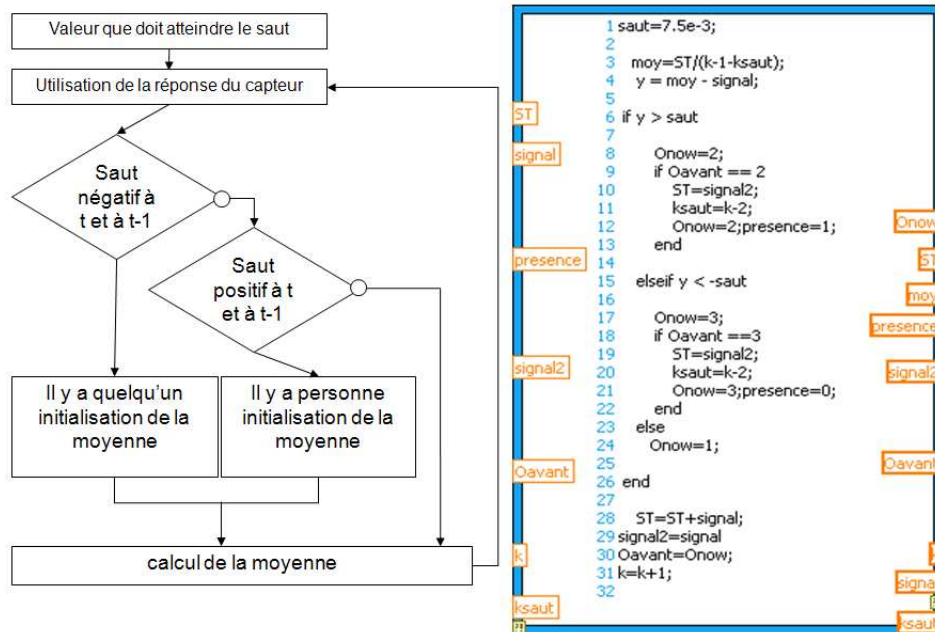 Valeur que doit atteindre le saut
Utilisation de la réponse du capteur
Saut
négatif à
t et à t-1
Saut
positif à t
et à t-1
Il y a quelqu'un
initialisation de la
moyenne
Il y a personne
initialisation de la
moyenne
calcul de la moyenne
ST
signal
presence
signal2
Oavant
k
ksaut
1 saut=7.5e-3;
2
3 moy=ST/(k-1-ksaut);
4 y = moy - signal;
5
6 if y > saut
7
8 Onow=2;
9 if Oavant == 2
10 ST=signal2;
11 ksaut=k-2;
12 Onow=2;presence=1;
13 end
14
15 elseif y < -saut
16
17 Onow=3;
18 if Oavant ==3
19 ST=signal2;
20 ksaut=k-2;
21 Onow=3;presence=0;
22 end
23 else
24 Onow=1;
25
26 end
27
28 ST=ST+signal;
29 signal2=signal
30 Oavant=Onow;
31 k=k+1;
32
Onow
ST
moy
presence
signal2
Oavant
signa
ksaut